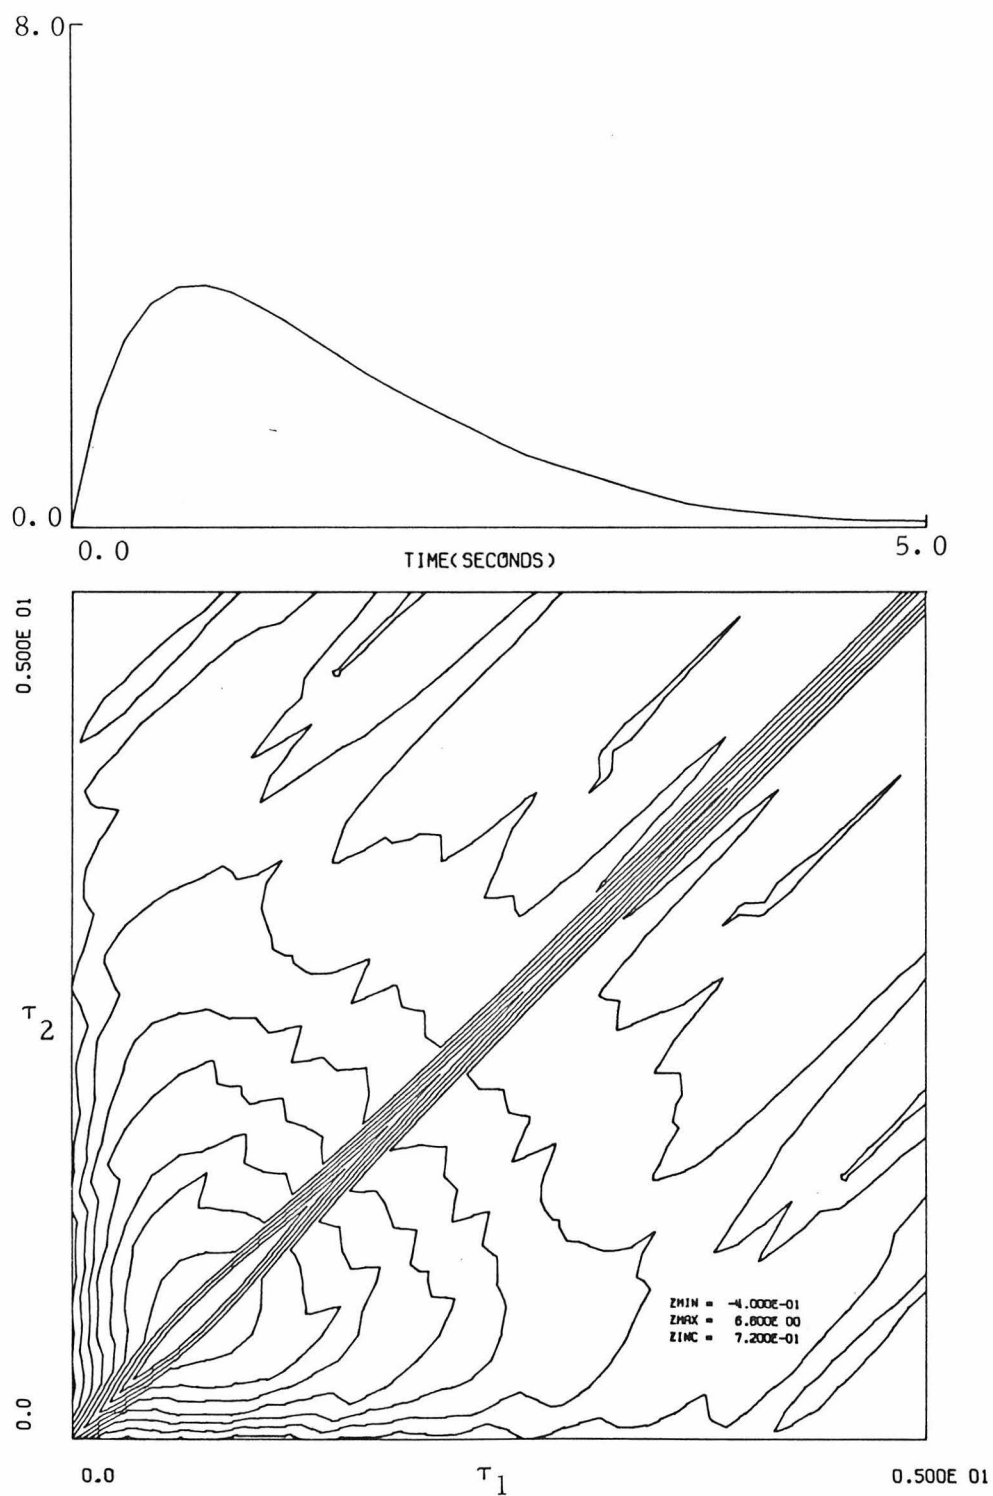 8.0
0.0
0.0
TIME(SECONDS)
5.0
0.500E 01
τ2
0.0
ZMIN = -4.000E-01
ZMAX = 6.800E 00
ZINC = 7.200E-01
0.0
τ1
0.500E 01